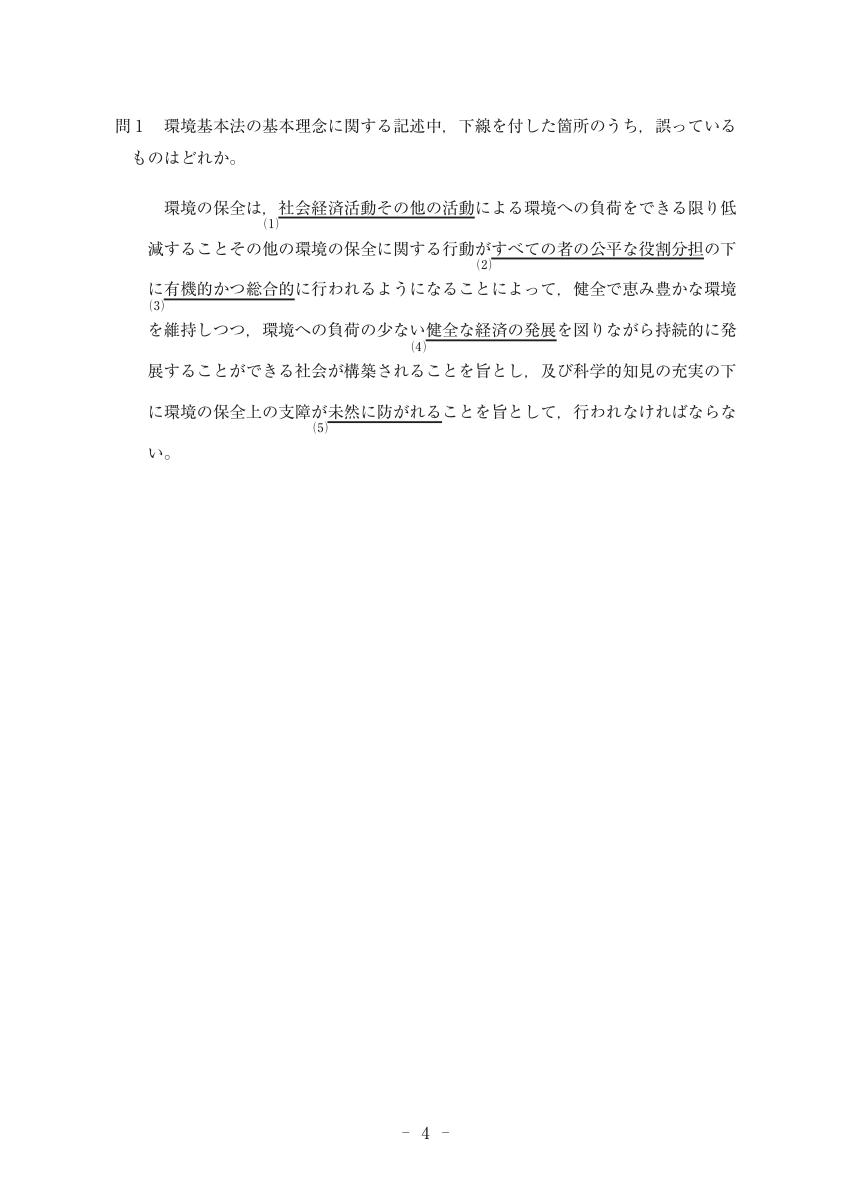 問１　環境基本法の基本理念に関する記述中，下線を付した箇所のうち，誤っている
ものはどれか。
環境の保全は，社会経済活動その他の活動による環境への負荷をできる限り低
(1)
減することその他の環境の保全に関する行動がすべての者の公平な役割分担の下
(2)
に有機的かつ総合的に行われるようになることによって，健全で恵み豊かな環境
(3)
を維持しつつ，環境への負荷の少ない健全な経済の発展を図りながら持続的に発
(4)
展することができる社会が構築されることを旨とし，及び科学的知見の充実の下
に環境の保全上の支障が未然に防がれることを旨として，行われなければならな
(5)
い。
－ 4 －